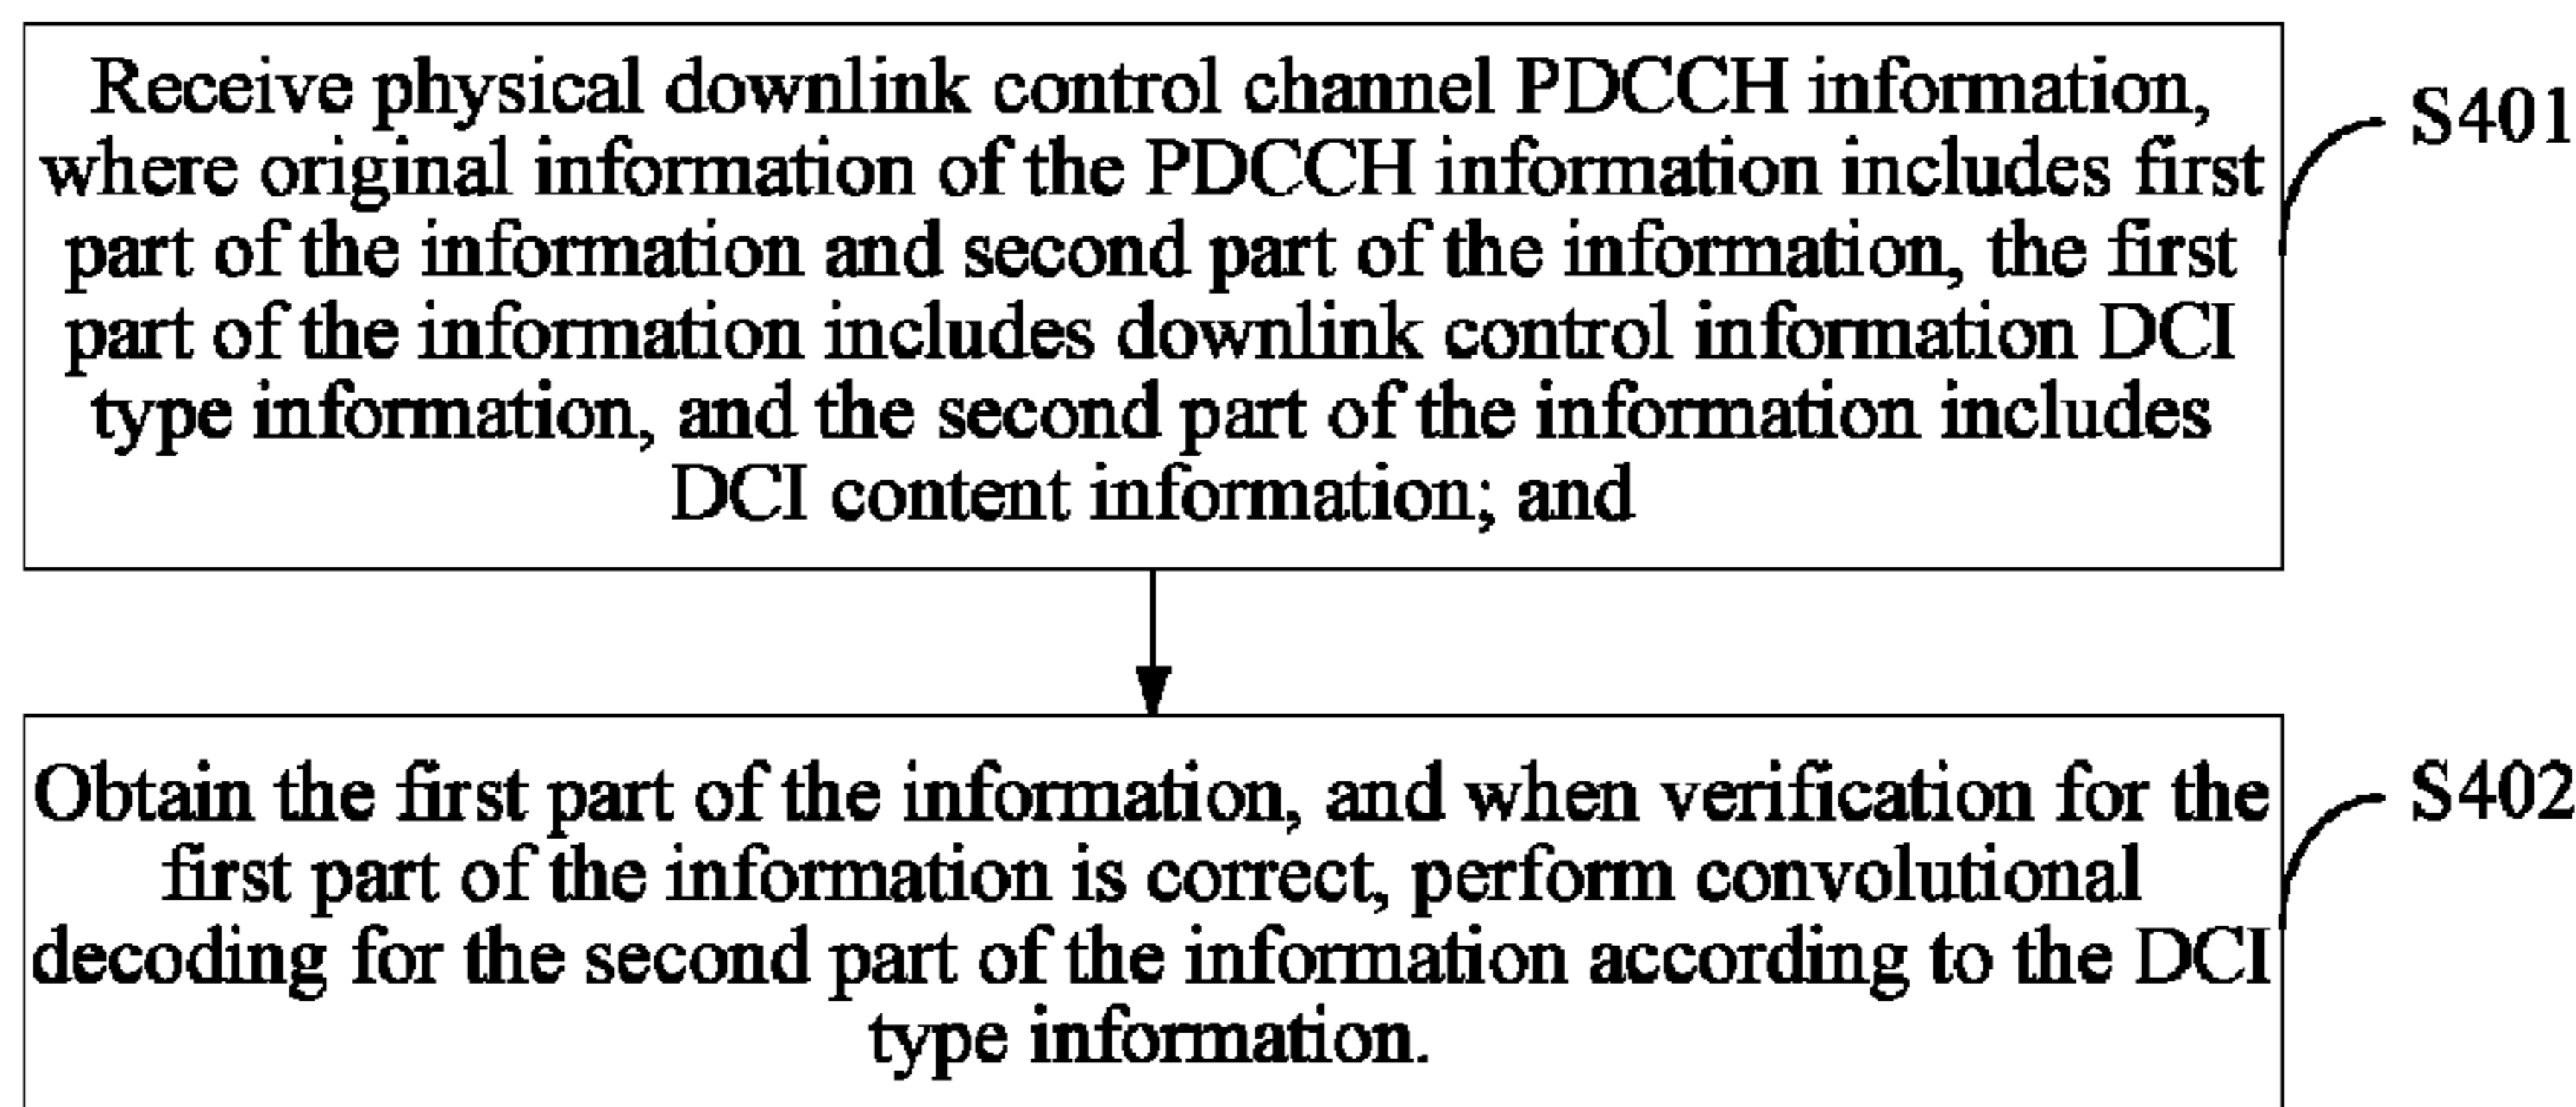 Receive physical downlink control channel PDCCH information,
where original information of the PDCCH information includes first
part of the information and second part of the information, the first
part of the information includes downlink control information DCI
type information, and the second part of the information includes
DCI content information; and
S401
Obtain the first part of the information, and when verification for the
first part of the information is correct, perform convolutional
decoding for the second part of the information according to the DCI
type information.
S402